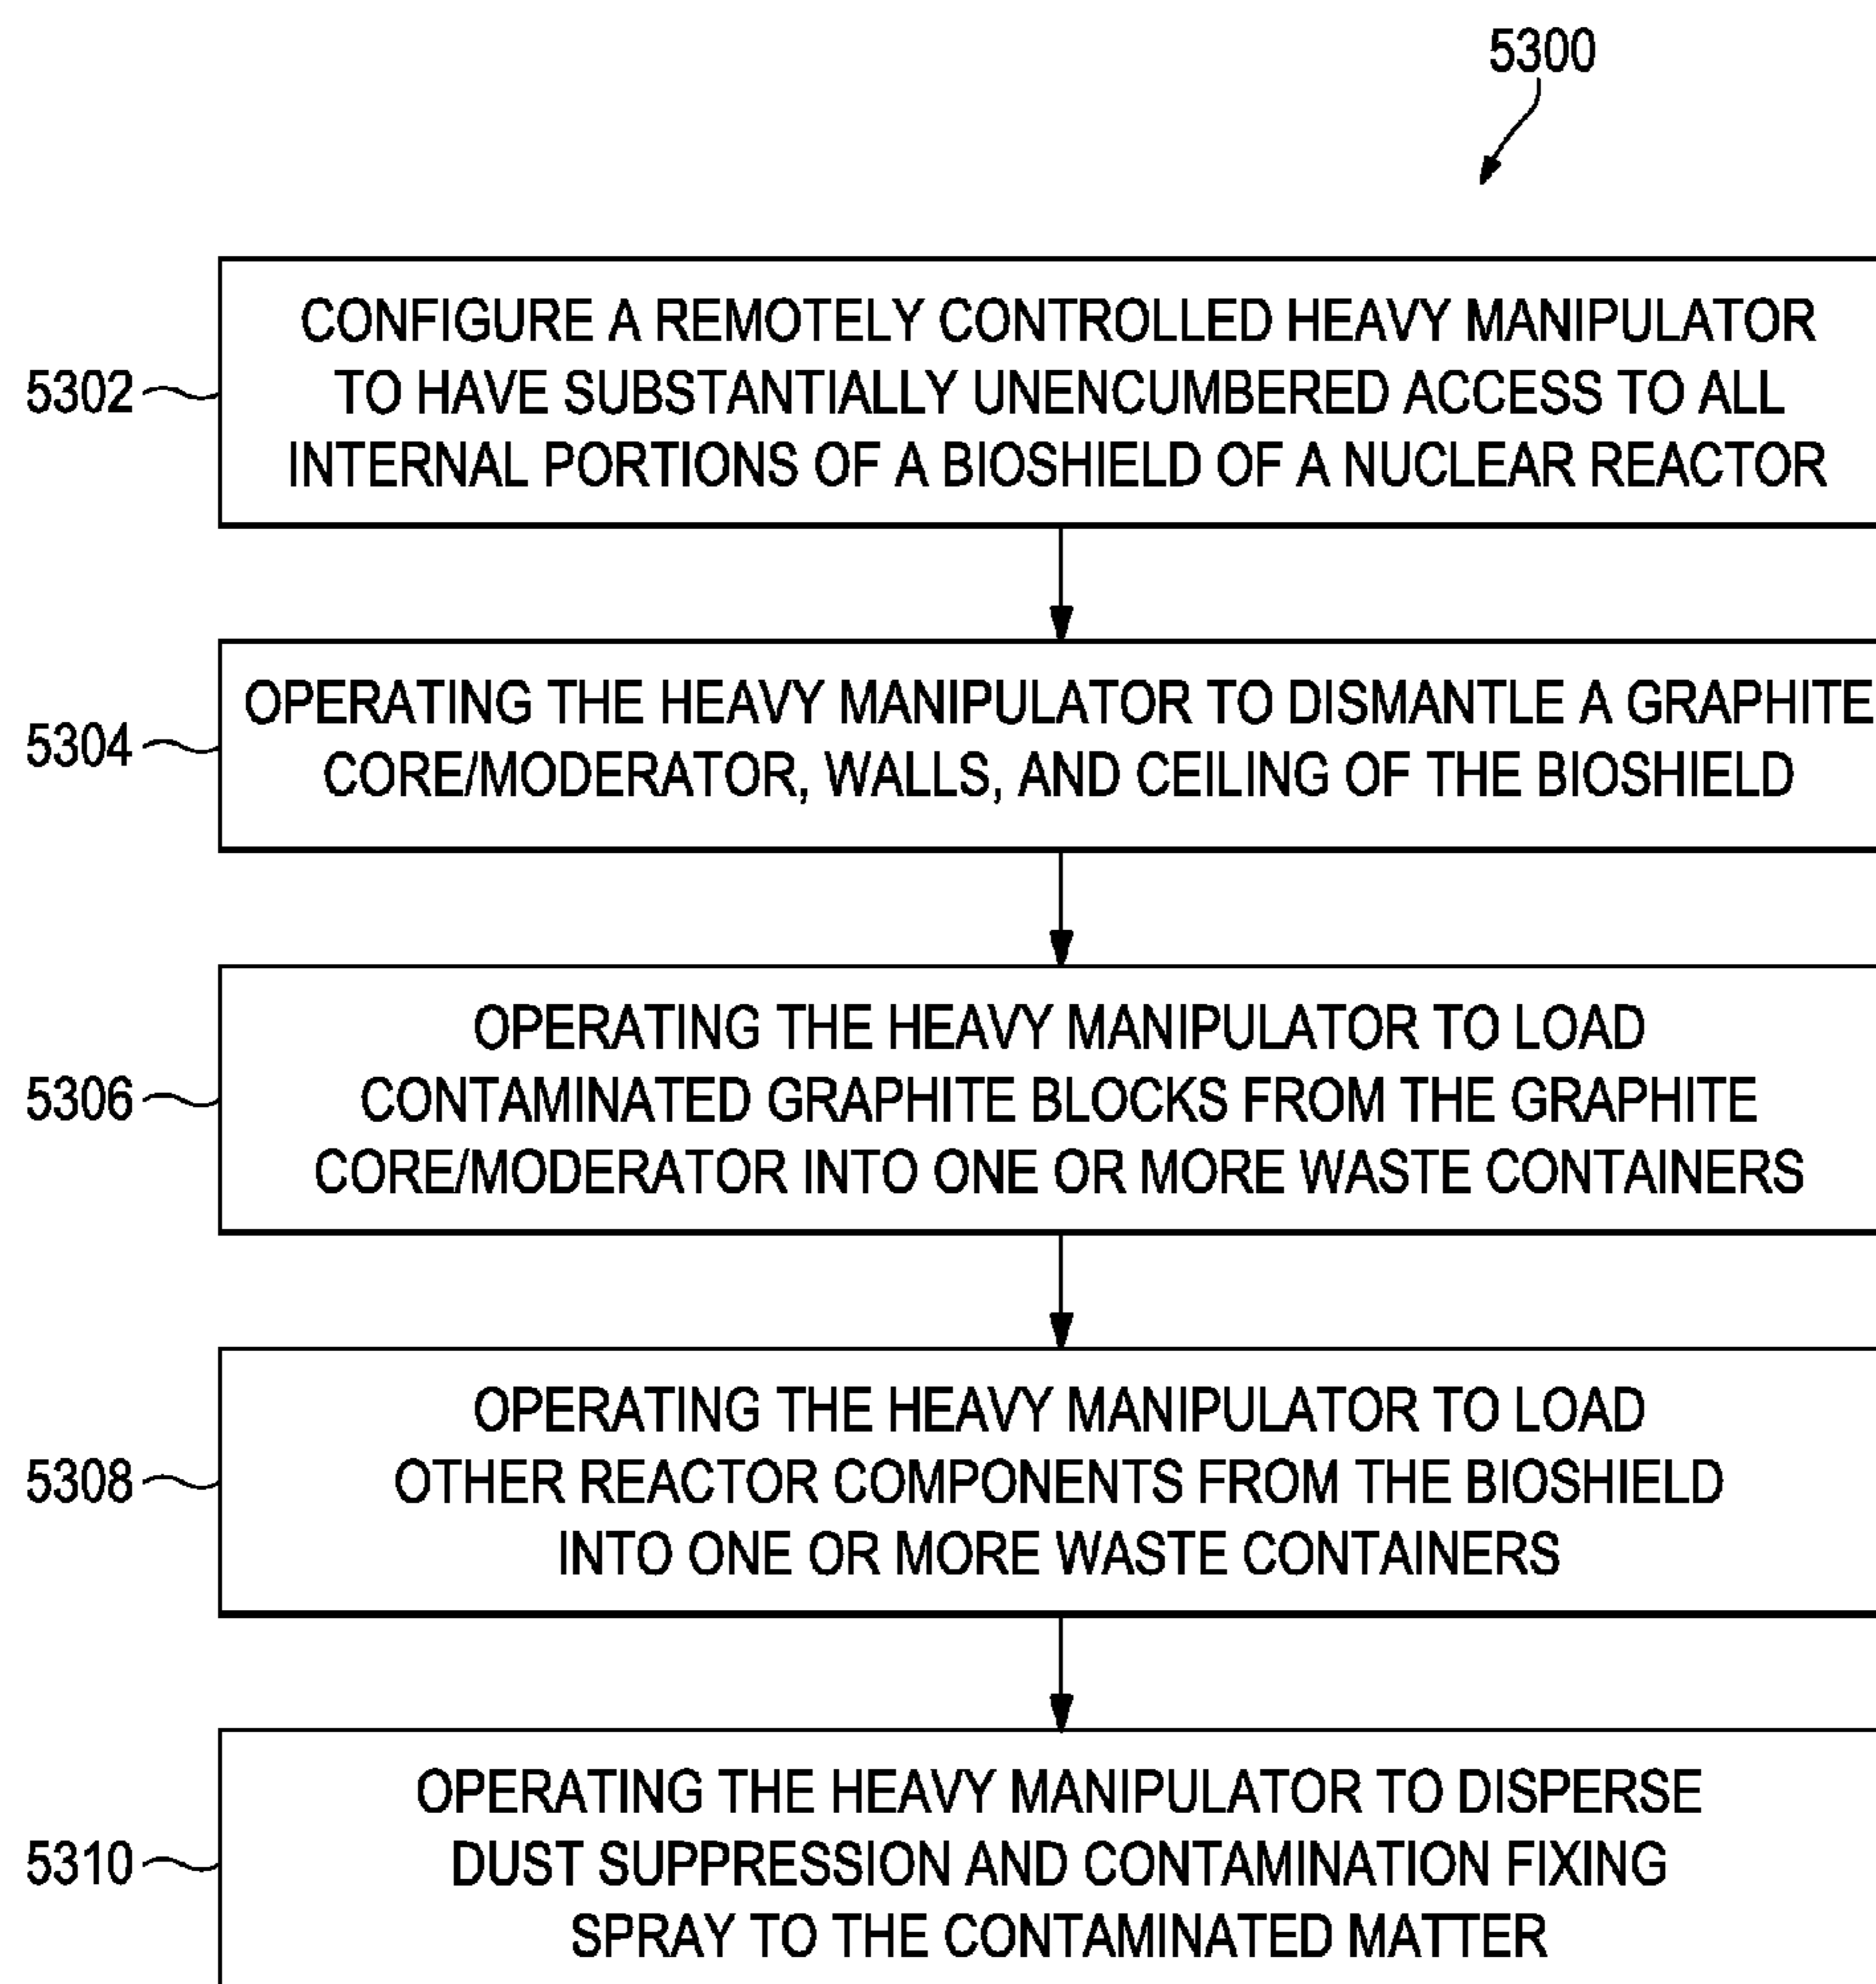 5300
5302
CONFIGURE A REMOTELY CONTROLLED HEAVY MANIPULATOR
TO HAVE SUBSTANTIALLY UNENCUMBERED ACCESS TO ALL
INTERNAL PORTIONS OF A BIOSHIELD OF A NUCLEAR REACTOR
5304
OPERATING THE HEAVY MANIPULATOR TO DISMANTLE A GRAPHITE
CORE/MODERATOR, WALLS, AND CEILING OF THE BIOSHIELD
5306
OPERATING THE HEAVY MANIPULATOR TO LOAD
CONTAMINATED GRAPHITE BLOCKS FROM THE GRAPHITE
CORE/MODERATOR INTO ONE OR MORE WASTE CONTAINERS
5308
OPERATING THE HEAVY MANIPULATOR TO LOAD
OTHER REACTOR COMPONENTS FROM THE BIOSHIELD
INTO ONE OR MORE WASTE CONTAINERS
5310
OPERATING THE HEAVY MANIPULATOR TO DISPERSE
DUST SUPPRESSION AND CONTAMINATION FIXING
SPRAY TO THE CONTAMINATED MATTER